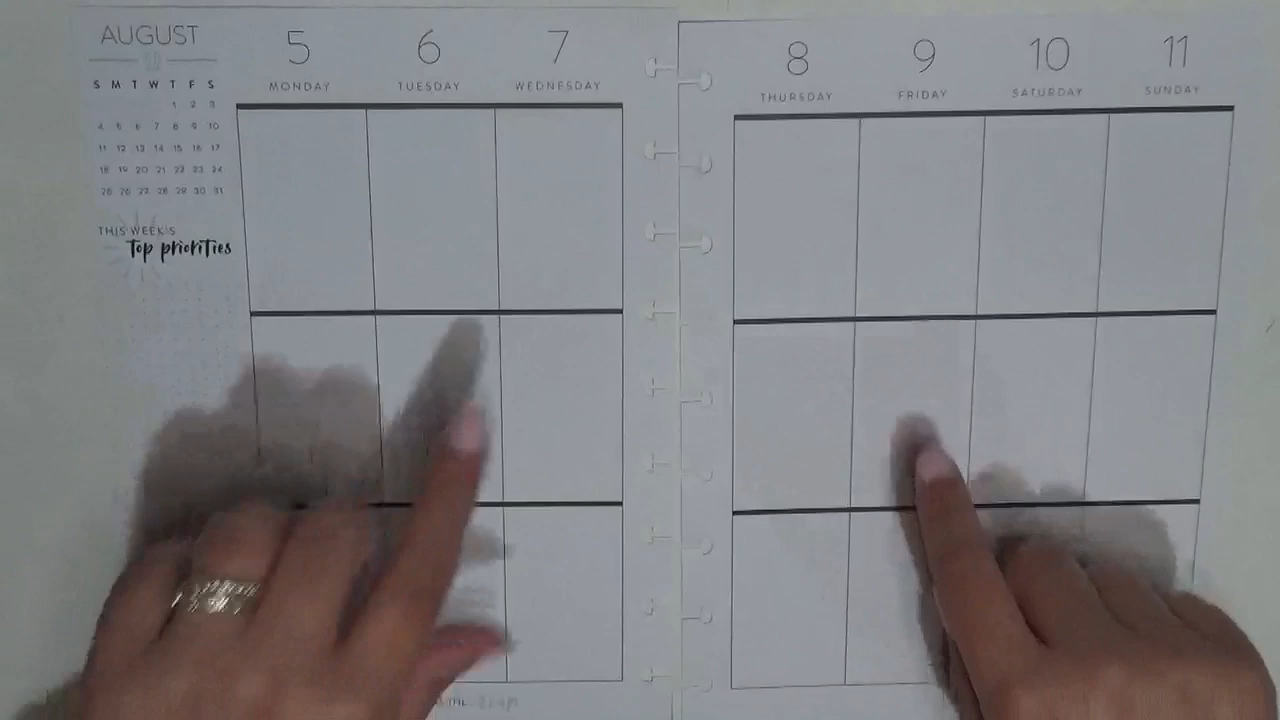 AUGUST
S M T W T F S
1 2 3
4 5 6 7 8 9 10
11 12 13 14 15 16 17
18 19 20 21 22 23 24
25 26 27 28 29 30 31
THIS WEEK'S
top priorities
5 6 7
MONDAY TUESDAY WEDNESDAY
8 9 10 11
THURSDAY FRIDAY SATURDAY SUNDAY